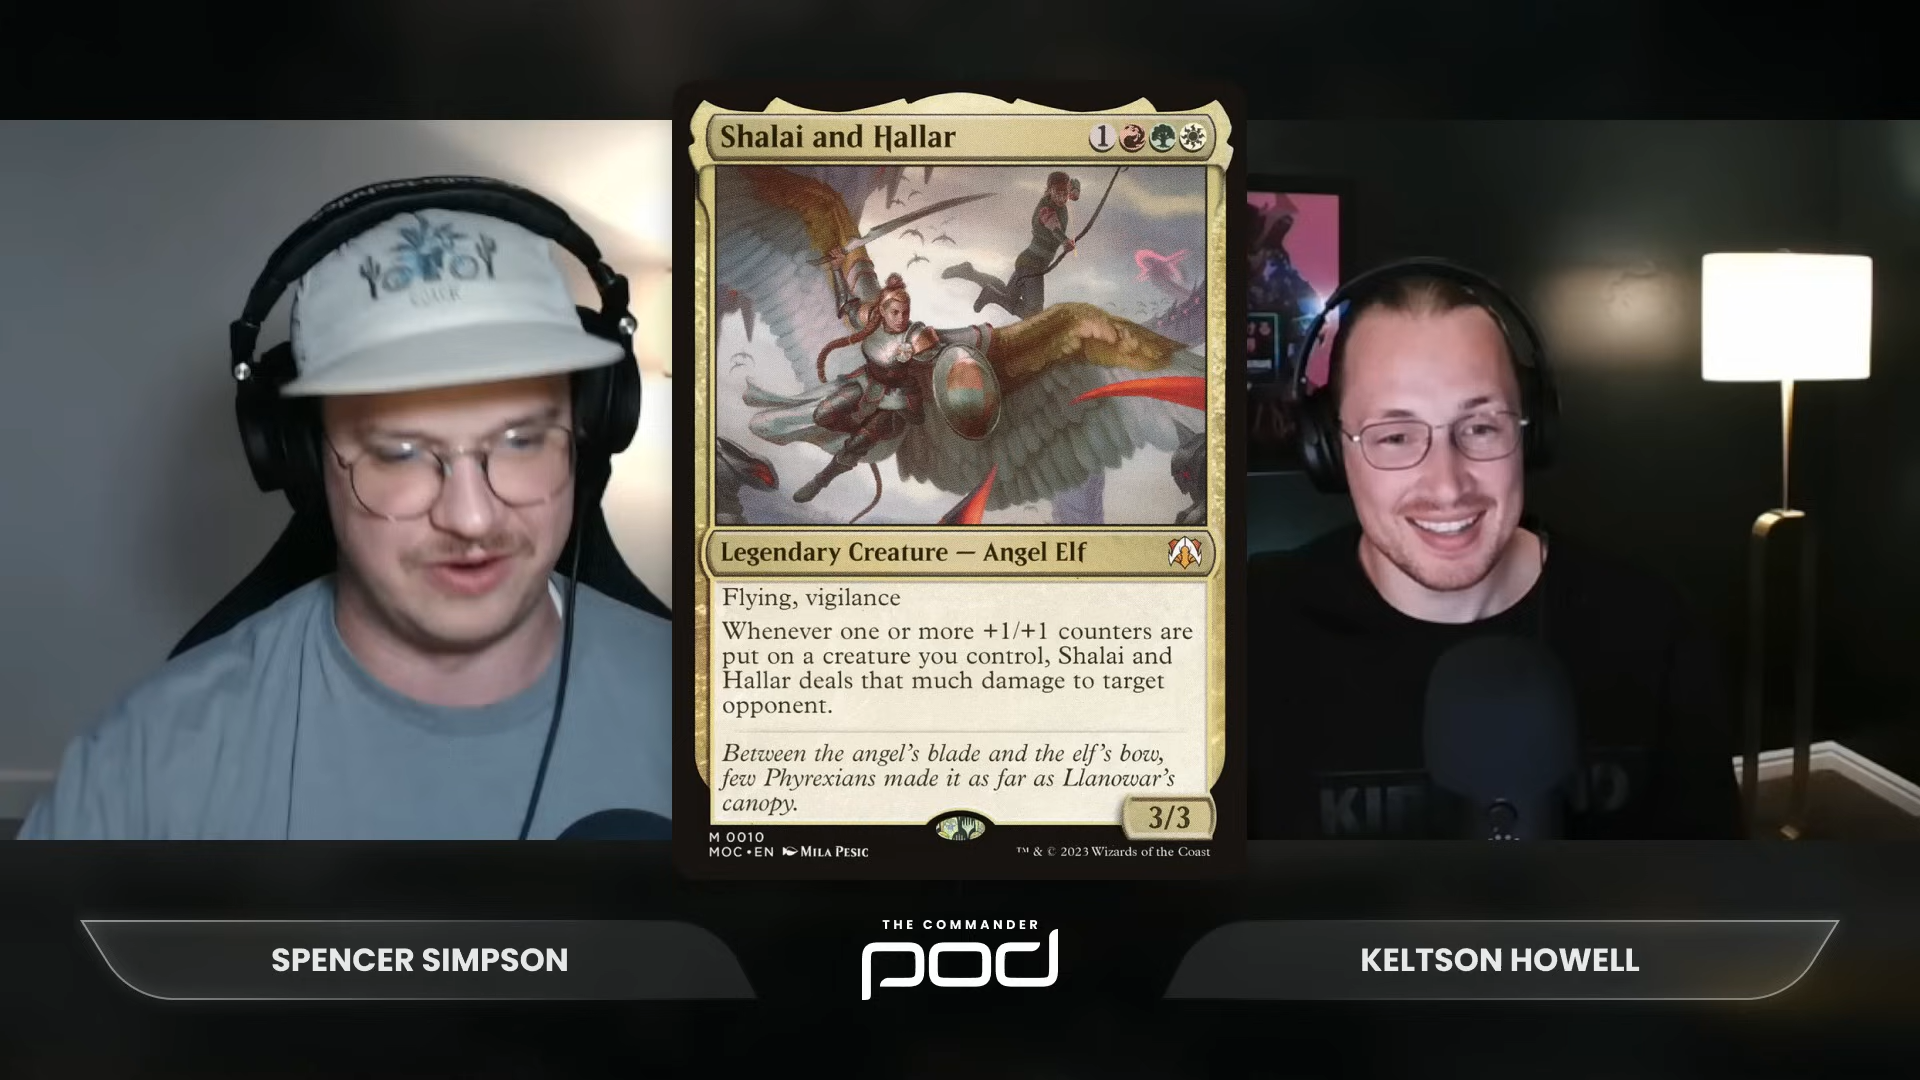 Shalai and Hallar
1
Legendary Creature — Angel Elf
Flying, vigilance
Whenever one or more +1/+1 counters are
put on a creature you control, Shalai and
Hallar deals that much damage to target
opponent.
Between the angel's blade and the elf's bow,
few Phyrexians made it as far as Llanowar's
canopy.
3/3
M 0010
MOC • EN MILA PESIC
™ & © 2023 Wizards of the Coast
SPENCER SIMPSON
THE COMMANDER
pod
KELTSON HOWELL